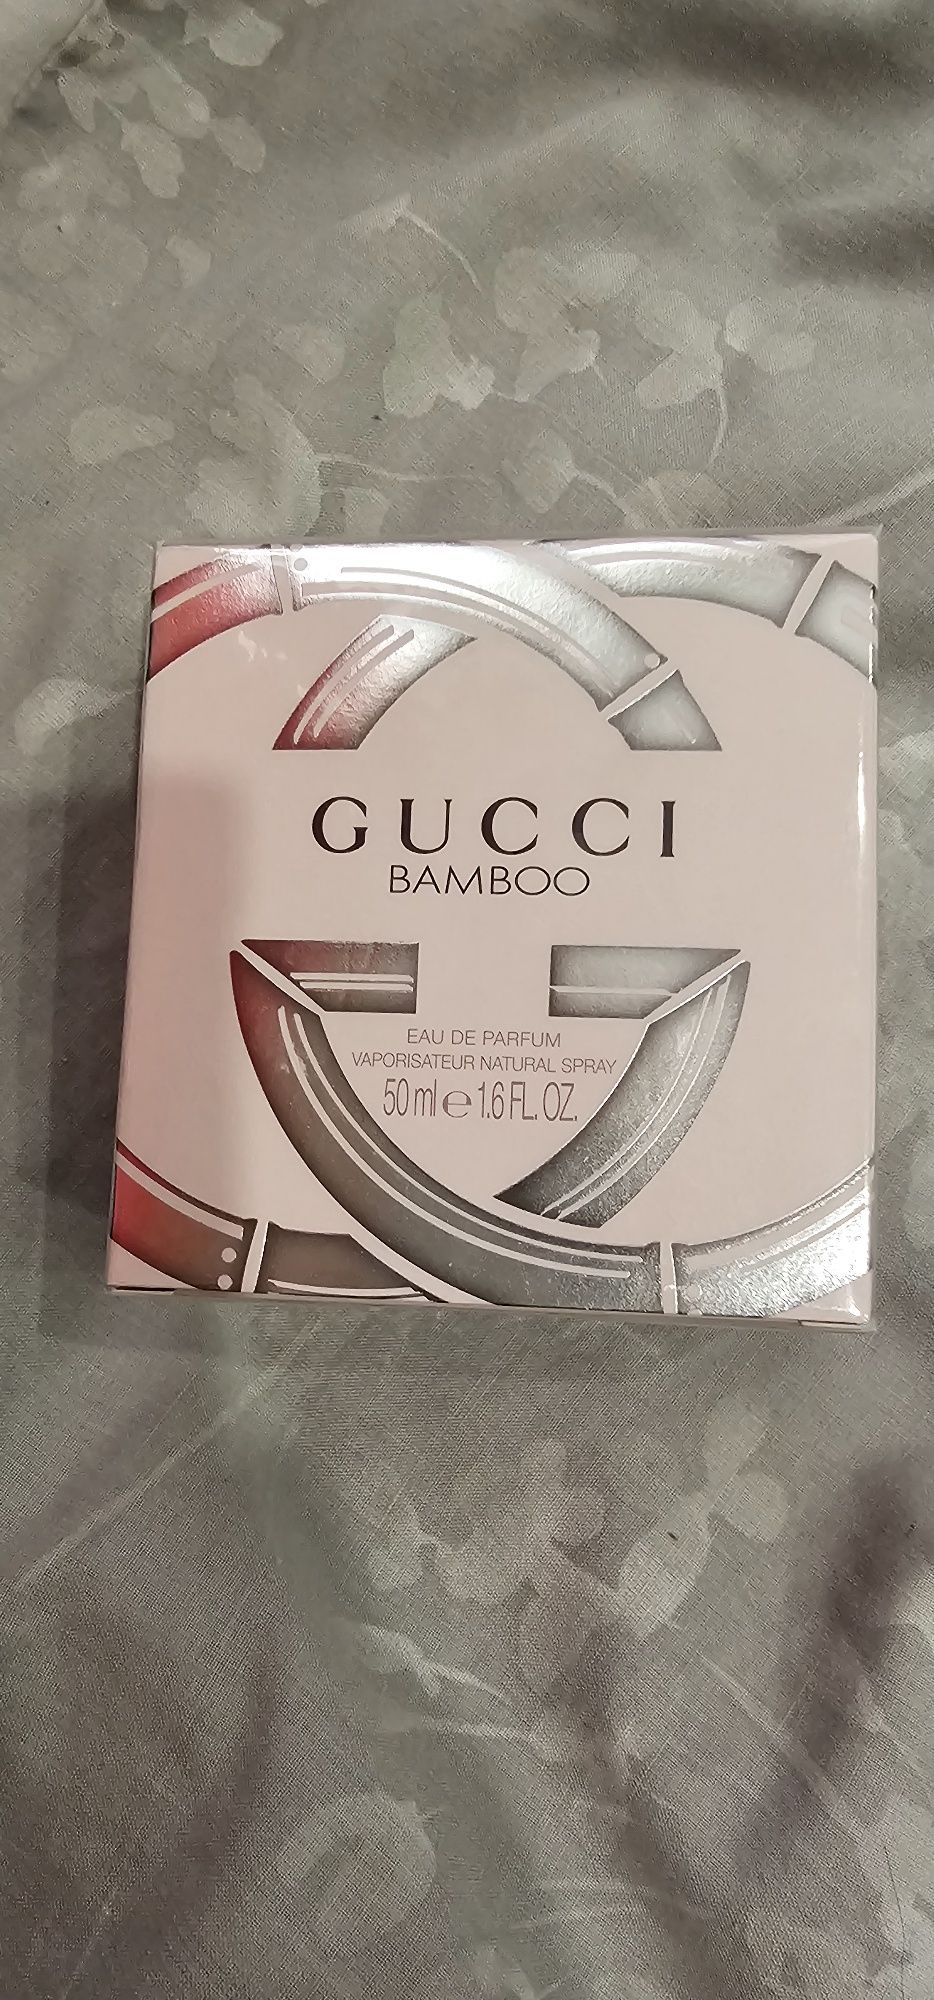 GUCCI
BAMBOO
EAU DE PARFUM
VAPORISATEUR NATURAL SPRAY
50 ml ℮ 1.6 FL. OZ.